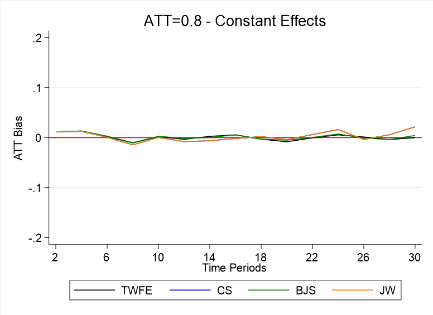 ATT=0.8 - Constant Effects
.2
.1
0
-.1
-.2
ATT Bias
2 6 10 14 18 22 26 30
Time Periods
TWFE CS BJS JW